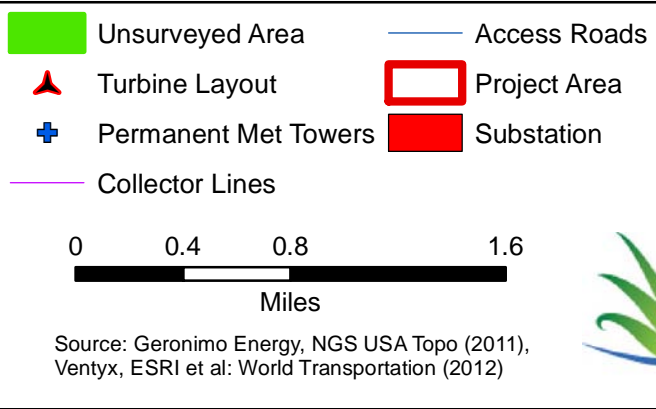 Unsurveyed Area
Access Roads
Turbine Layout
Project Area
Permanent Met Towers
Substation
Collector Lines
0 0.4 0.8 1.6
Miles
Source: Geronimo Energy, NGS USA Topo (2011),
Ventyx, ESRI et al: World Transportation (2012)